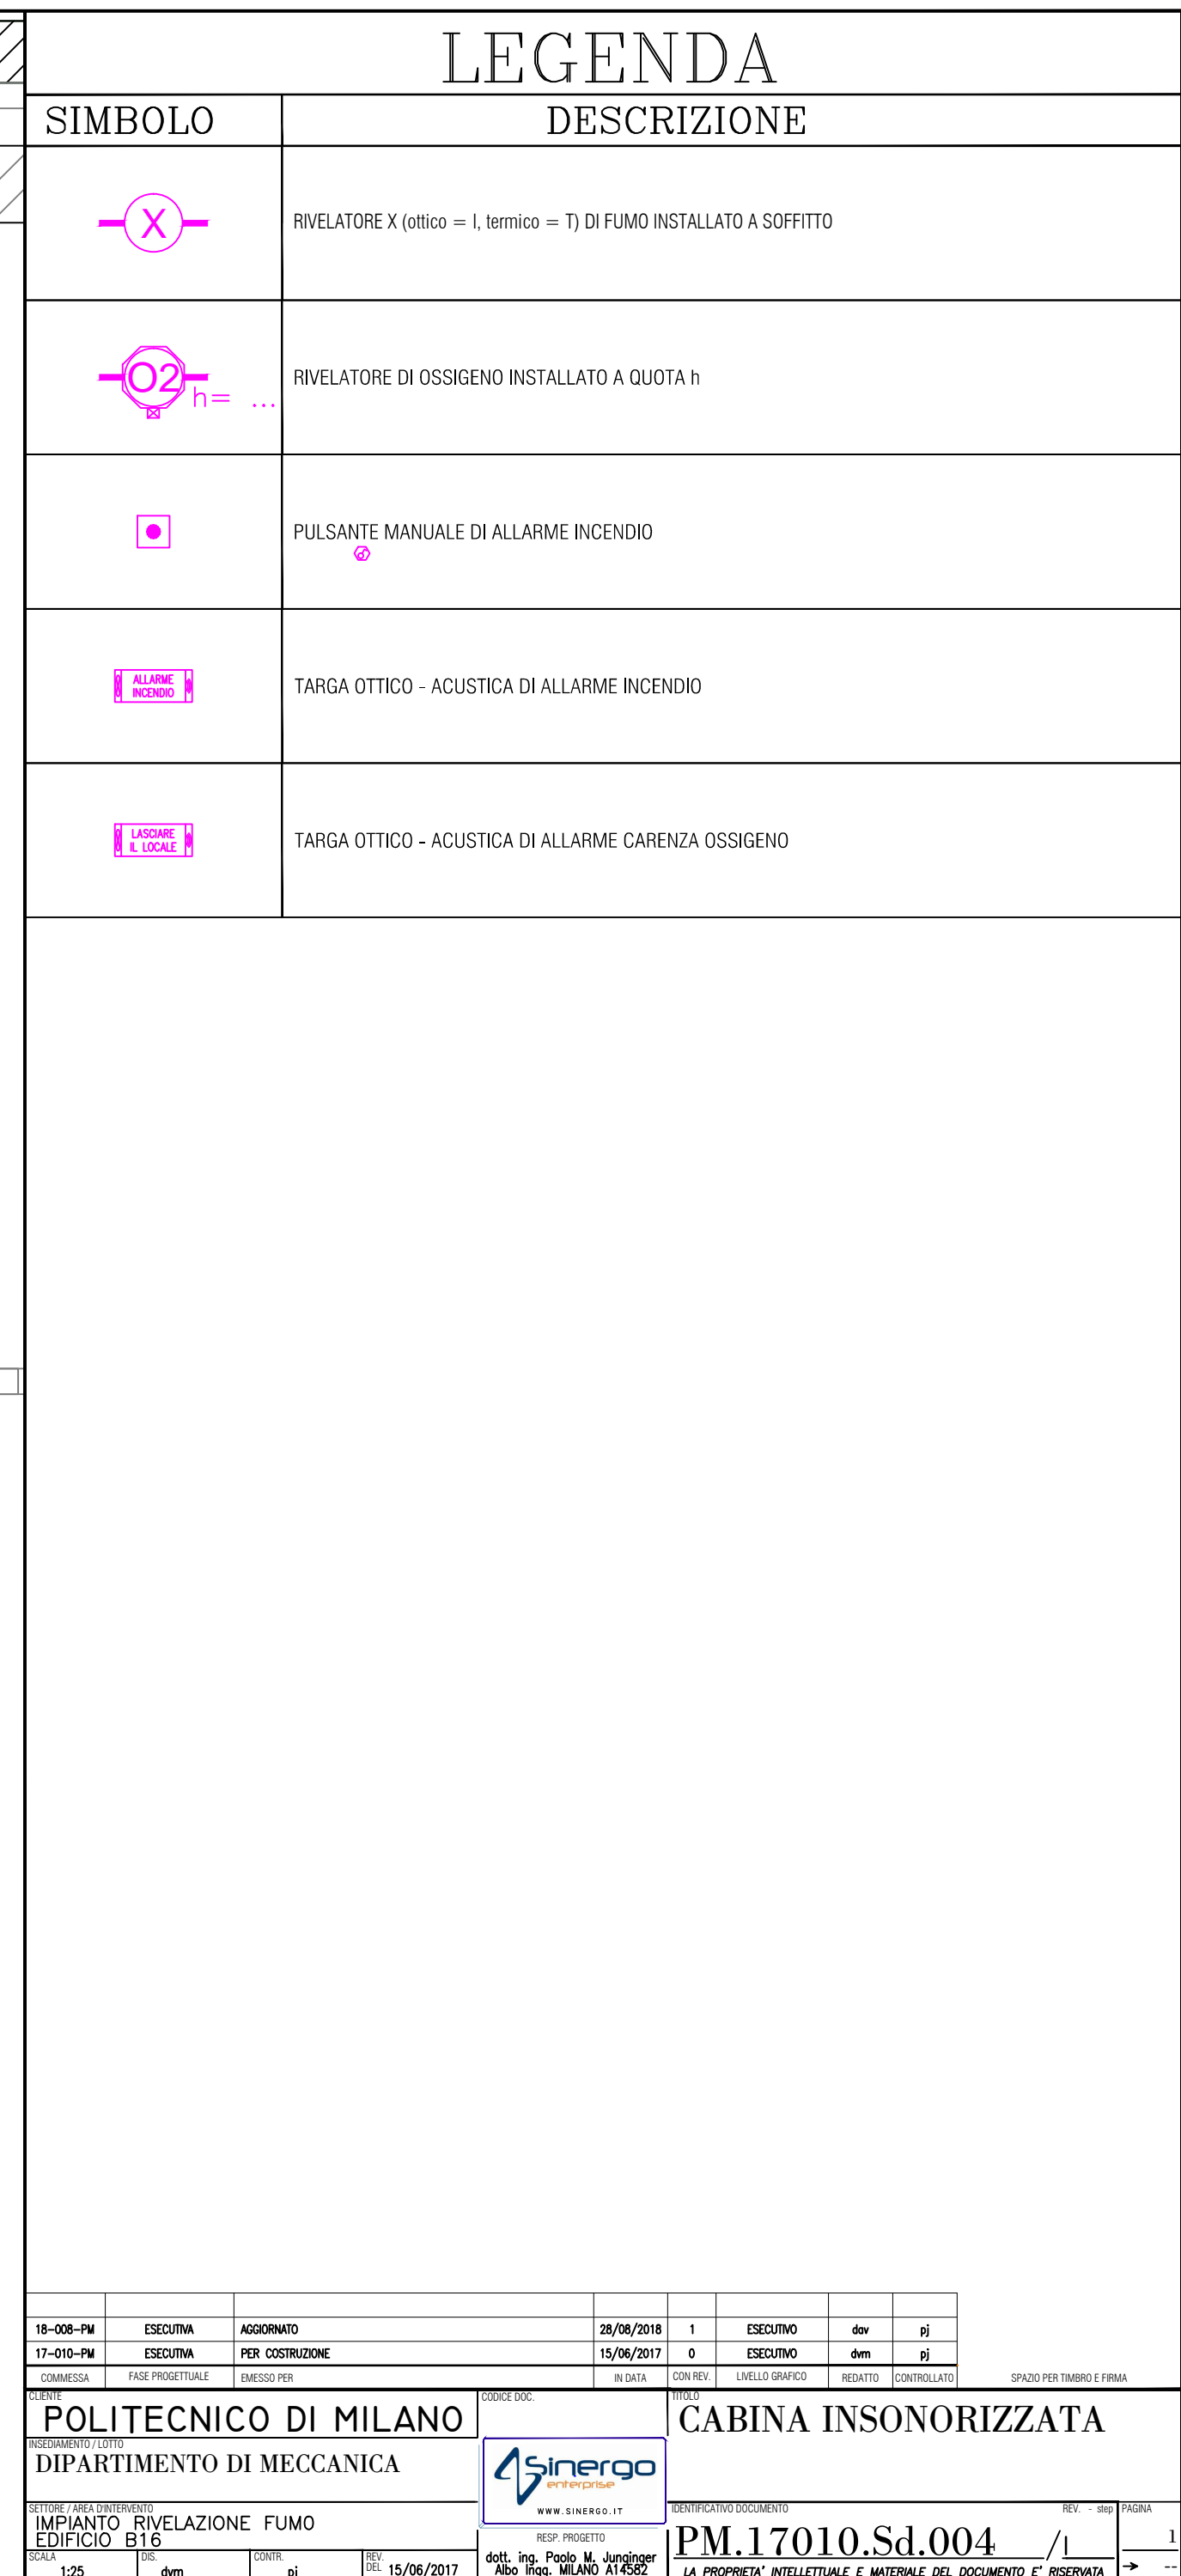 LEGENDA
SIMBOLO DESCRIZIONE
X RIVELATORE X (ottico = I, termico = T) DI FUMO INSTALLATO A SOFFITTO
O2 h= ... RIVELATORE DI OSSIGENO INSTALLATO A QUOTA h
PULSANTE MANUALE DI ALLARME INCENDIO
ALLARME
INCENDIO
TARGA OTTICO - ACUSTICA DI ALLARME INCENDIO
LASCIARE
IL LOCALE
TARGA OTTICO - ACUSTICA DI ALLARME CARENZA OSSIGENO
18-008-PM ESECUTIVA AGGIORNATO 28/08/2018 1 ESECUTIVO dav pj
17-010-PM ESECUTIVA PER COSTRUZIONE 15/06/2017 0 ESECUTIVO dvm pj
COMMESSA FASE PROGETTUALE EMESSO PER IN DATA CON REV. LIVELLO GRAFICO REDATTO CONTROLLATO SPAZIO PER TIMBRO E FIRMA
CLIENTE
POLITECNICO DI MILANO
INSEDIAMENTO / LOTTO
DIPARTIMENTO DI MECCANICA
SETTORE / AREA D'INTERVENTO
IMPIANTO RIVELAZIONE FUMO
EDIFICIO B16
SCALA
1:25
DIS.
dvm
CONTR.
pj
REV.
DEL 15/06/2017
CODICE DOC.
Sinergo
enterprise
WWW.SINERGO.IT
RESP. PROGETTO
dott. ing. Paolo M. Junginger
Albo Ingg. MILANO A14582
TITOLO
CABINA INSONORIZZATA
IDENTIFICATIVO DOCUMENTO REV. - step
PM.17010.Sd.004 /1
LA PROPRIETA' INTELLETTUALE E MATERIALE DEL DOCUMENTO E' RISERVATA
PAGINA
1
--